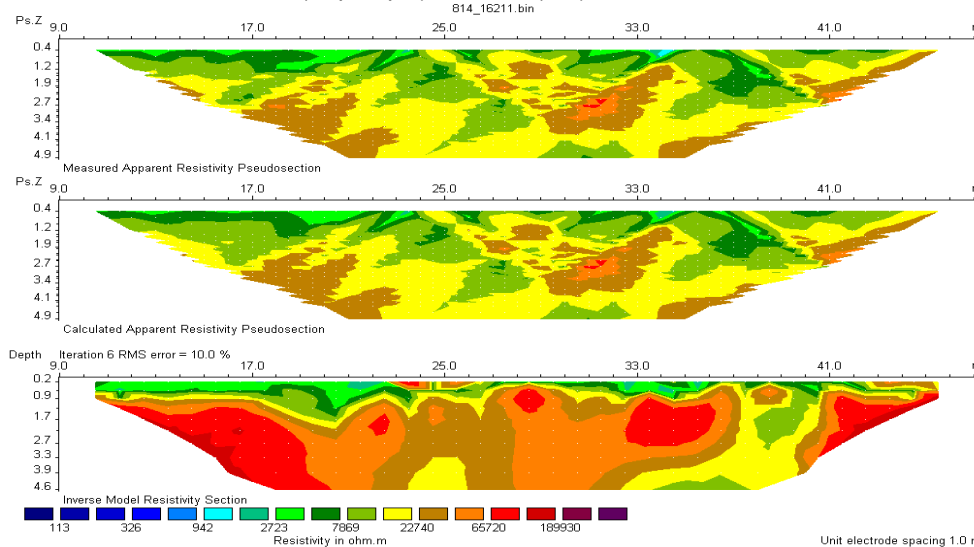 814_16211.bin
Ps.Z 9.0 17.0 25.0 33.0 41.0
0.4
1.2
1.9
2.7
3.4
4.1
4.9
Measured Apparent Resistivity Pseudosection
Ps.Z 9.0 17.0 25.0 33.0 41.0
0.4
1.2
1.9
2.7
3.4
4.1
4.9
Calculated Apparent Resistivity Pseudosection
Depth Iteration 6 RMS error = 10.0 %
9.0 17.0 25.0 33.0 41.0
0.2
0.9
1.7
2.7
3.3
3.9
4.6
Inverse Model Resistivity Section
113 326 942 2723 7869 22740 65720 189930
Resistivity in ohm.m Unit electrode spacing 1.0